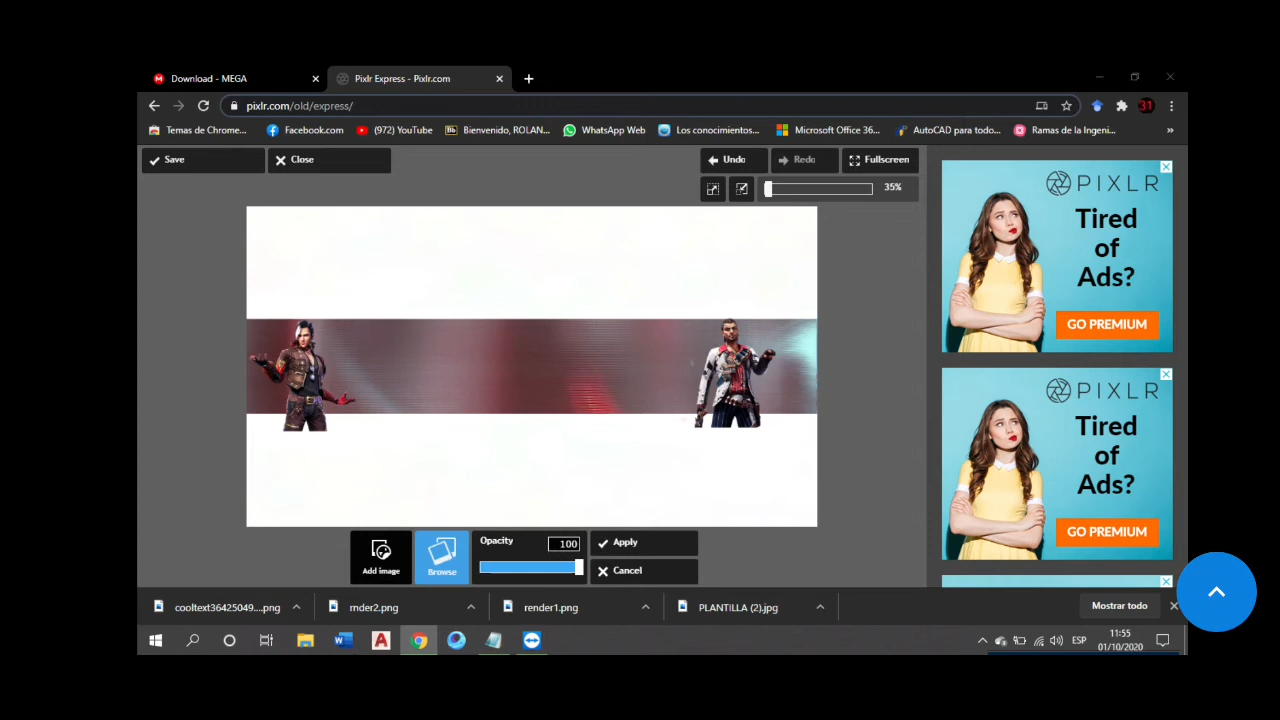 Download - MEGA
Pixlr Express - Pixlr.com
pixlr.com/old/express/
31
Temas de Chrome...
Facebook.com
(972) YouTube
Bb
Bienvenido, ROLAN...
WhatsApp Web
Los conocimientos...
Microsoft Office 36...
AutoCAD para todo...
Ramas de la Ingeni...
»
Save
Close
Undo
Redo
Fullscreen
35%
PIXLR
Tired
of
Ads?
GO PREMIUM
PIXLR
Tired
of
Ads?
GO PREMIUM
Add image
Browse
Opacity
100
Apply
Cancel
cooltext36425049....png
rnder2.png
render1.png
PLANTILLA (2).jpg
Mostrar todo
ESP
11:55
01/10/2020